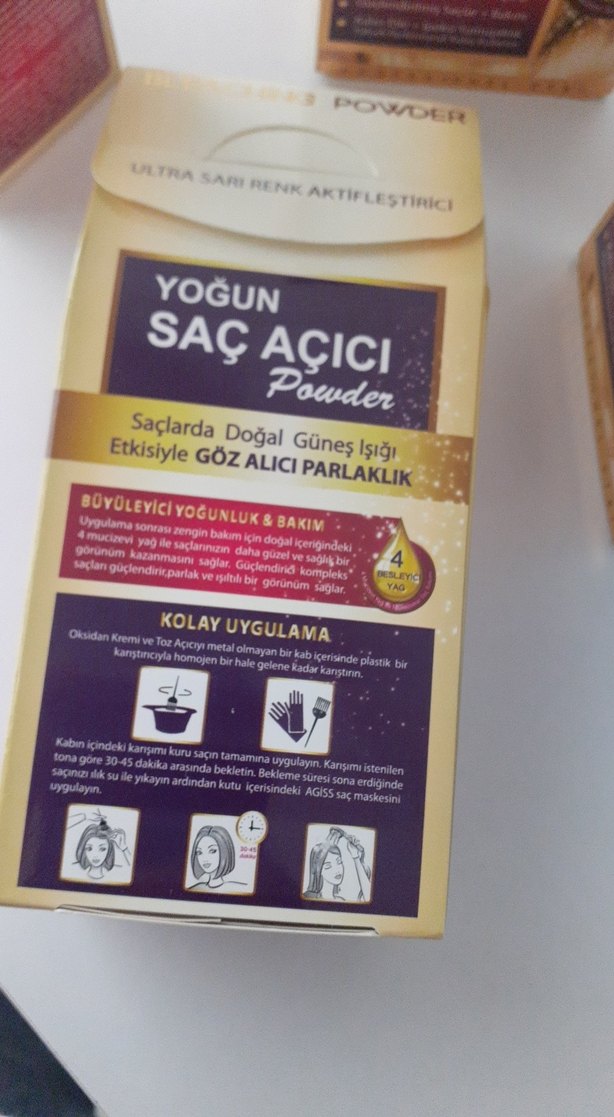 POWDER
ULTRA SARI RENK AKTİFLEŞTİRİCİ
YOĞUN
SAÇ AÇICI
Powder
Saçlarda Doğal Güneş Işığı
Etkisiyle GÖZ ALICI PARLAKLIK
BÜYÜLEYİCİ YOĞUNLUK & BAKIM
Uygulama sonrası zengin bakım için doğal içeriğindeki
4 mucizevi yağ ile saçlarınızın daha güzel ve sağlıklı bir
görünüm kazanmasını sağlar. Güçlendirici kompleks
saçları güçlendirir,parlak ve ışıltılı bir görünüm sağlar.
4
BESLEYİCİ
YAĞ
KOLAY UYGULAMA
Oksidan Kremi ve Toz Açıcıyı metal olmayan bir kab içerisinde plastik bir
karıştırıcıyla homojen bir hale gelene kadar karıştırın.
Kabın içindeki karışımı kuru saçın tamamına uygulayın. Karışımı istenilen
tona göre 30-45 dakika arasında bekletin. Bekleme süresi sona erdiğinde
saçınızı ılık su ile yıkayın ardından kutu içerisindeki AGİSS saç maskesini
uygulayın.
30-45
dakika